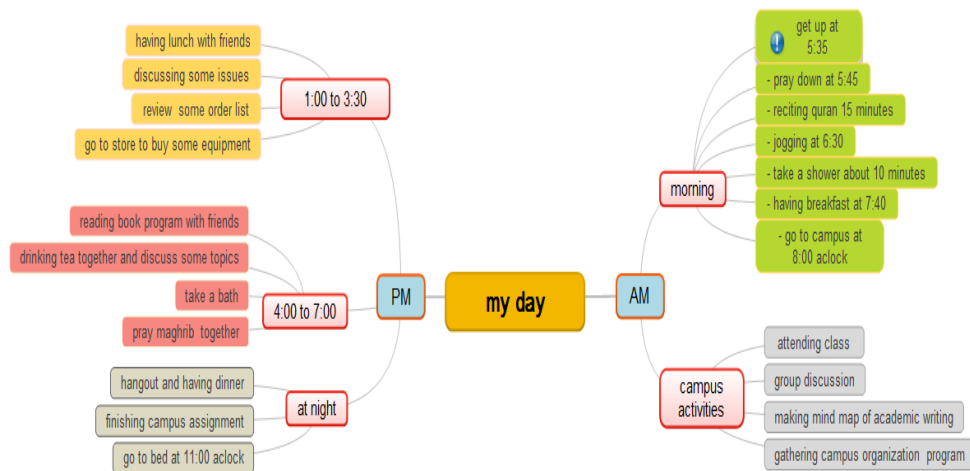 my day
AM
morning
get up at
5:35
- pray down at 5:45
- reciting quran 15 minutes
- jogging at 6:30
- take a shower about 10 minutes
- having breakfast at 7:40
- go to campus at
8:00 aclock
campus
activities
attending class
group discussion
making mind map of academic writing
gathering campus organization program
PM
1:00 to 3:30
having lunch with friends
discussing some issues
review some order list
go to store to buy some equipment
4:00 to 7:00
reading book program with friends
drinking tea together and discuss some topics
take a bath
pray maghrib together
at night
hangout and having dinner
finishing campus assignment
go to bed at 11:00 aclock